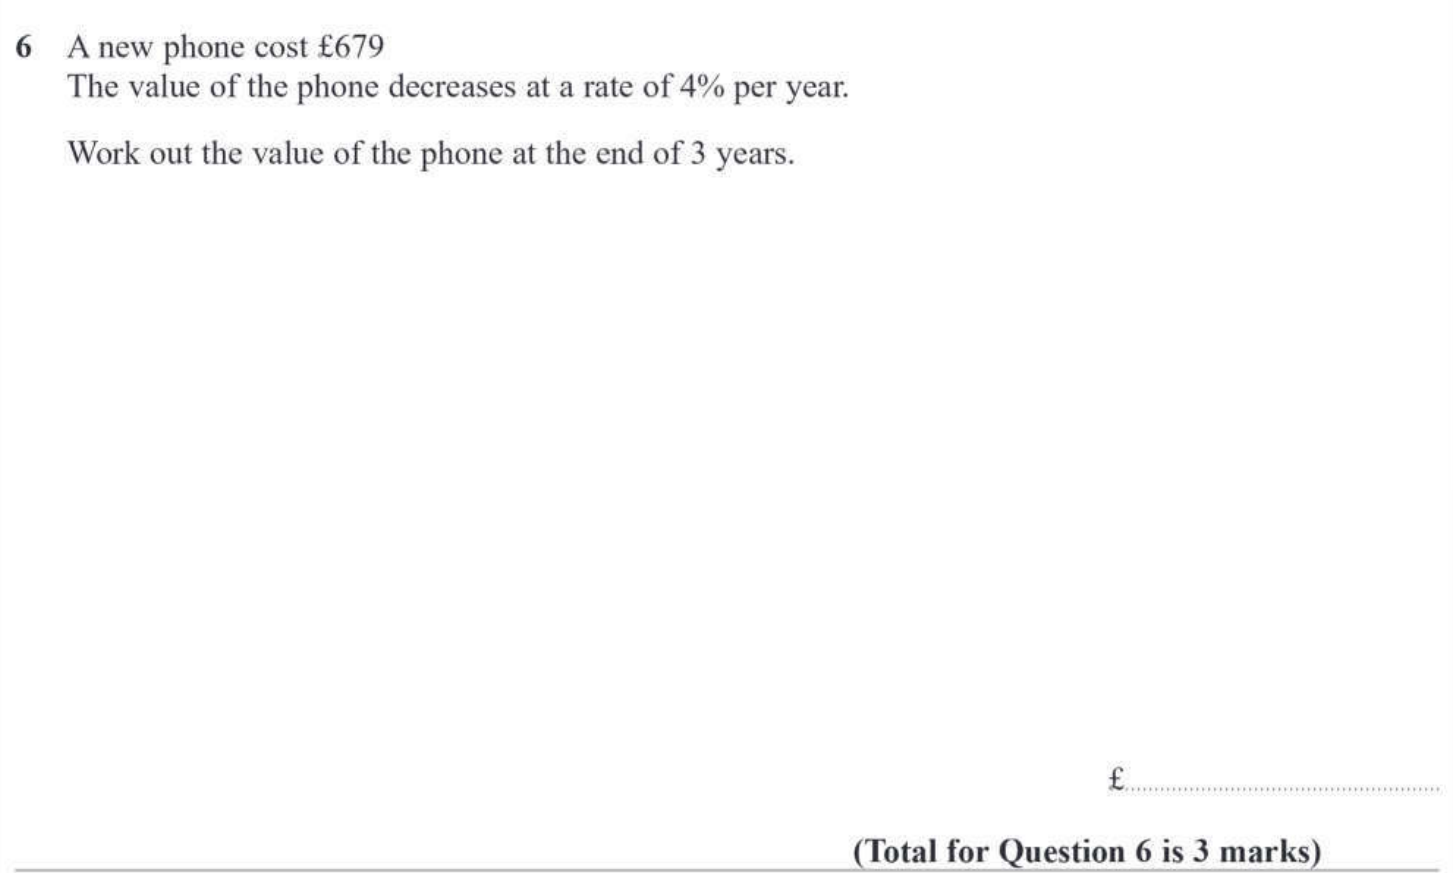 6 A new phone cost £679
The value of the phone decreases at a rate of 4% per year.
Work out the value of the phone at the end of 3 years.
£
(Total for Question 6 is 3 marks)